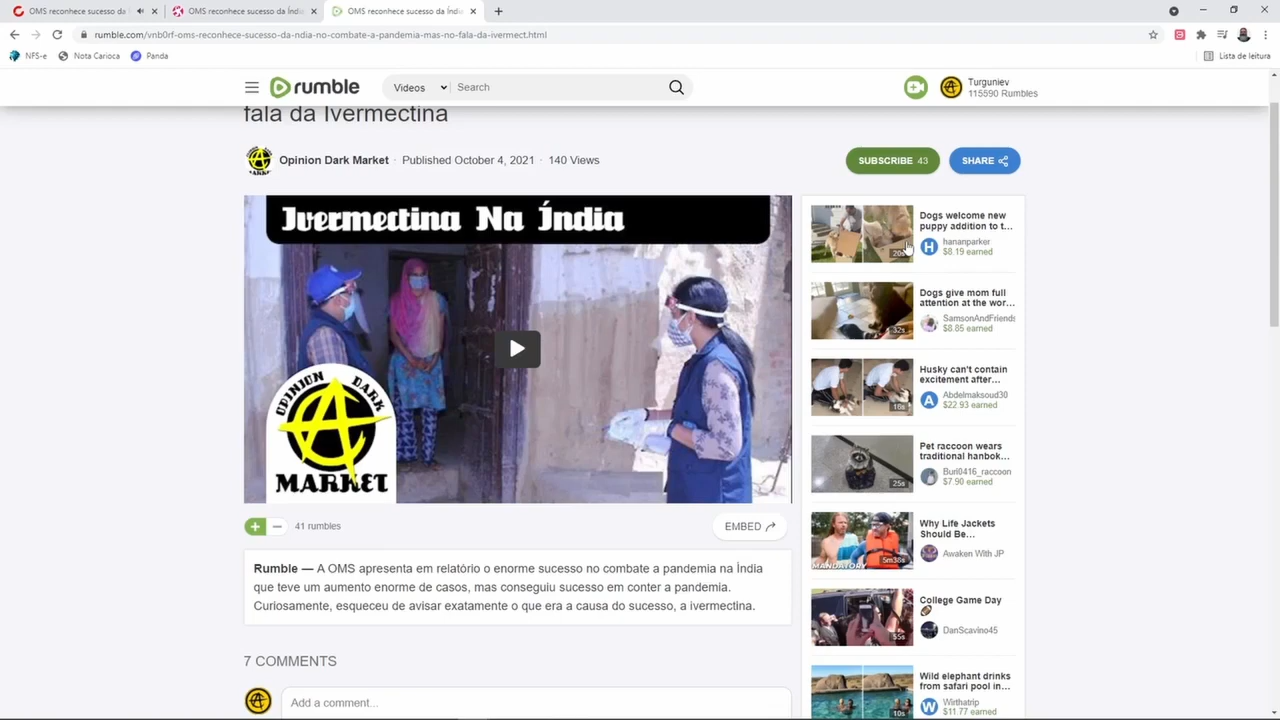 OMS reconhece sucesso da
OMS reconhece sucesso da Índia
OMS reconhece sucesso da Índia
rumble.com/vnb0rf-oms-reconhece-sucesso-da-ndia-no-combate-a-pandemia-mas-no-fala-da-ivermect.html
NFS-e
Nota Carioca
Panda
Lista de leitura
rumble
Videos
Search
Turguniev
115590 Rumbles
fala da Ivermectina
Opinion Dark Market · Published October 4, 2021 · 140 Views
SUBSCRIBE 43
SHARE
Ivermectina Na Índia
OPINION DARK
MARKET
41 rumbles
EMBED
Rumble — A OMS apresenta em relatório o enorme sucesso no combate a pandemia na Índia
que teve um aumento enorme de casos, mas conseguiu sucesso em conter a pandemia.
Curiosamente, esqueceu de avisar exatamente o que era a causa do sucesso, a ivermectina.
7 COMMENTS
Add a comment...
Dogs welcome new
puppy addition to t...
H
hananparker
$8.19 earned
20s
Dogs give mom full
attention at the wor...
SamsonAndFriends
$8.85 earned
32s
Husky can't contain
excitement after...
A
Abdelmaksoud30
$22.93 earned
16s
Pet raccoon wears
traditional hanbok...
Buri0416_raccoon
$7.90 earned
25s
Why Life Jackets
Should Be...
Awaken With JP
MANDATORY
5m38s
College Game Day
🏈
DanScavino45
55s
Wild elephant drinks
from safari pool in...
W
Wirthatrip
$11.77 earned
10s